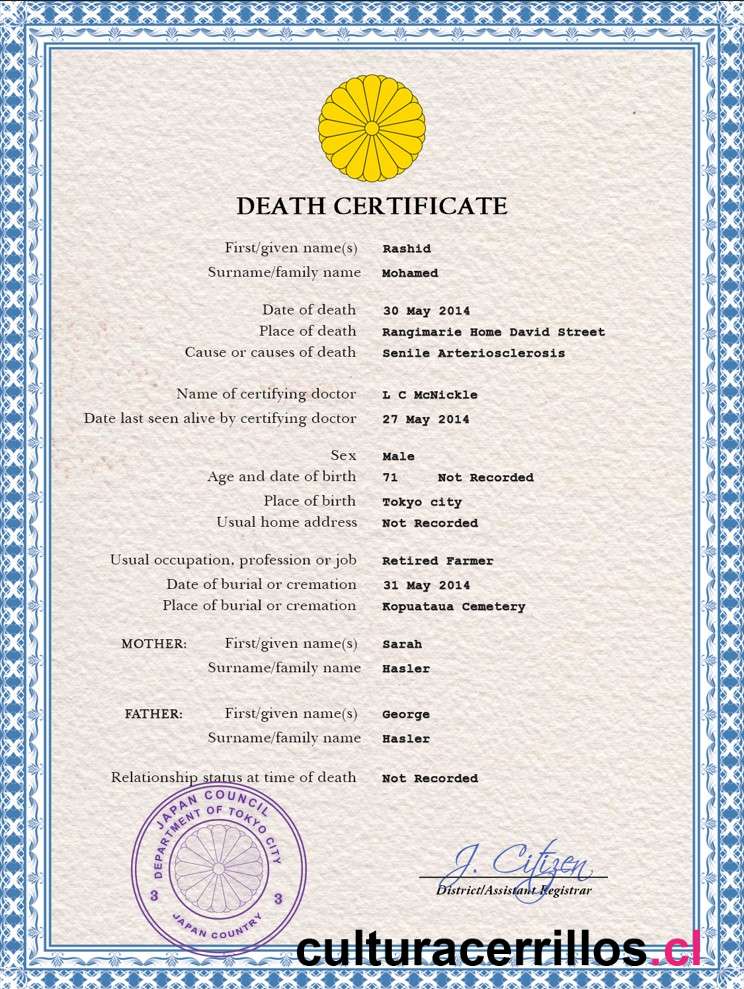 DEATH CERTIFICATE
First/given name(s) Rashid
Surname/family name Mohamed
Date of death 30 May 2014
Place of death Rangimarie Home David Street
Cause or causes of death Senile Arteriosclerosis
Name of certifying doctor L C McNickle
Date last seen alive by certifying doctor 27 May 2014
Sex Male
Age and date of birth 71 Not Recorded
Place of birth Tokyo city
Usual home address Not Recorded
Usual occupation, profession or job Retired Farmer
Date of burial or cremation 31 May 2014
Place of burial or cremation Kopuataua Cemetery
MOTHER: First/given name(s) Sarah
Surname/family name Hasler
FATHER: First/given name(s) George
Surname/family name Hasler
Relationship status at time of death Not Recorded
JAPAN COUNCIL
DEPARTMENT OF TOKYO CITY
3 3
JAPAN COUNTRY
J. Citizen
District/Assistant Registrar
culturacerrillos.cl